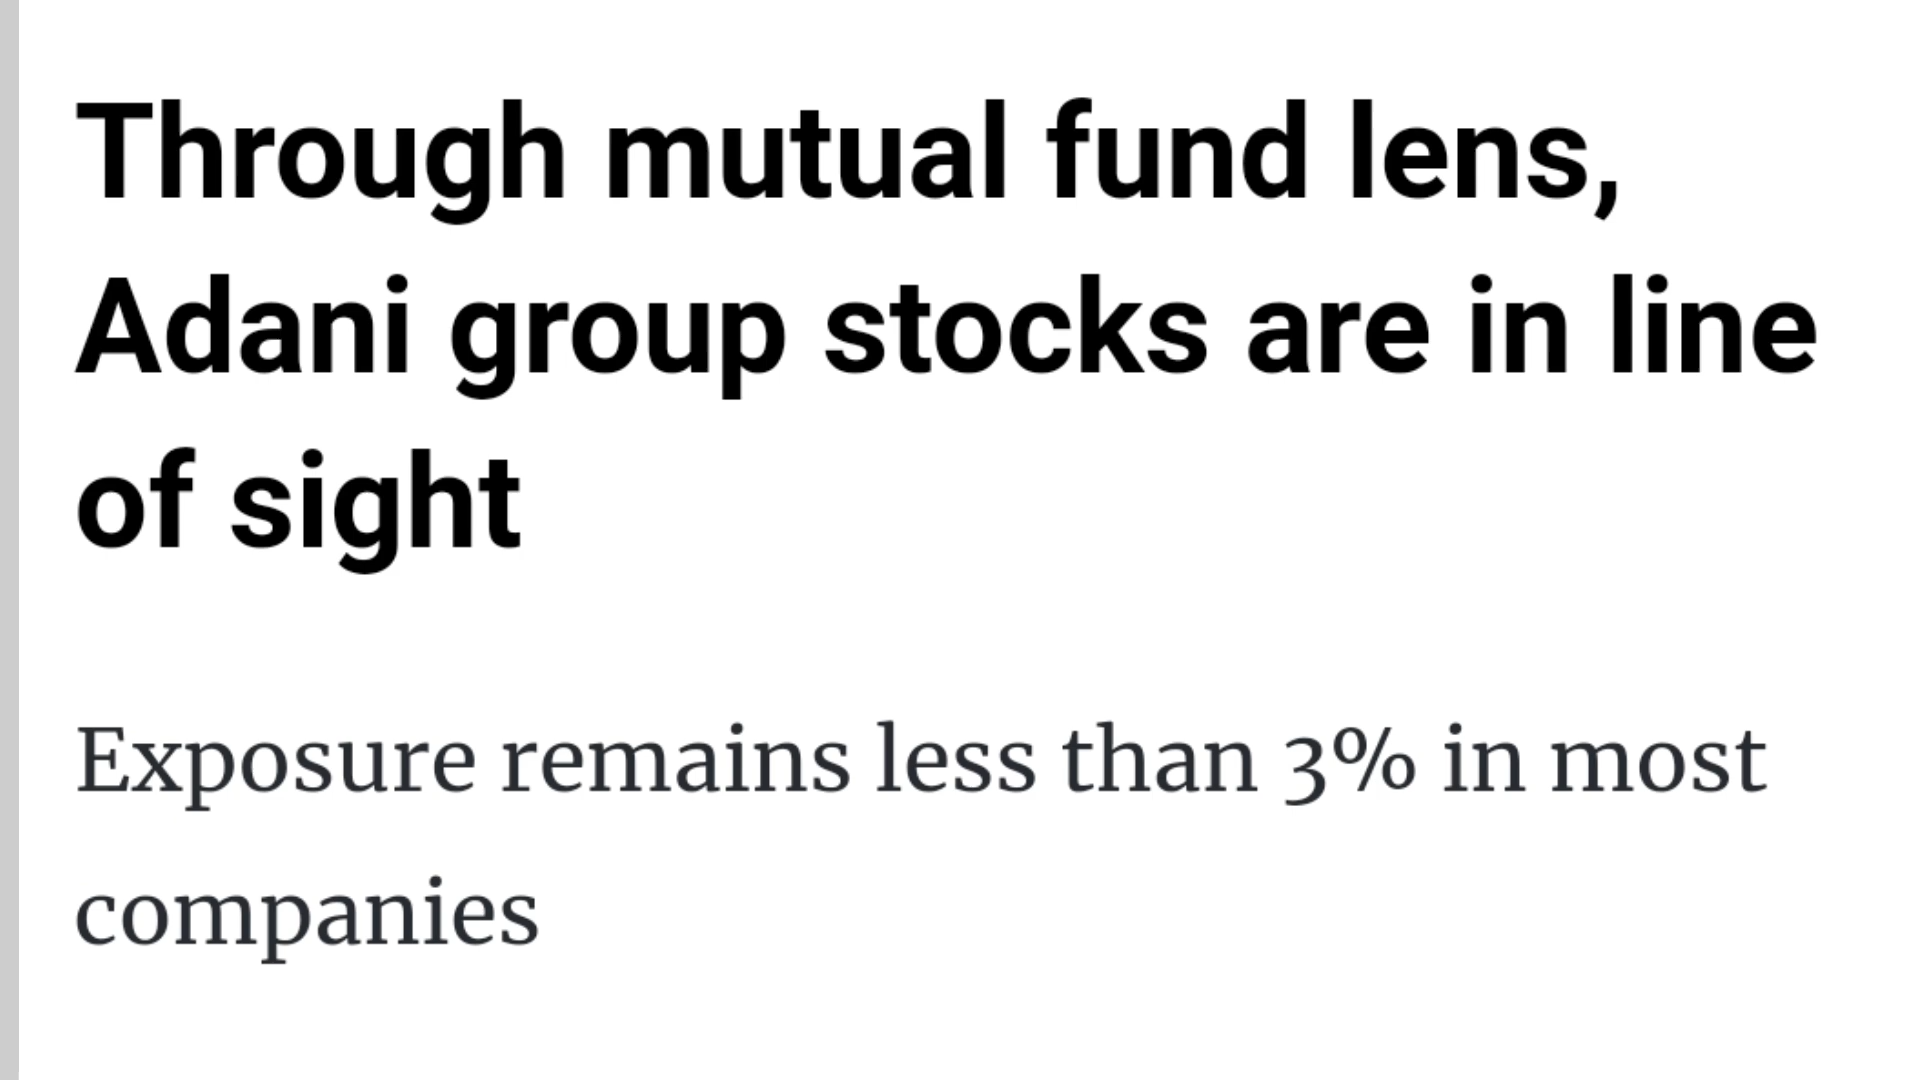 Through mutual fund lens,
Adani group stocks are in line
of sight
Exposure remains less than 3% in most
companies